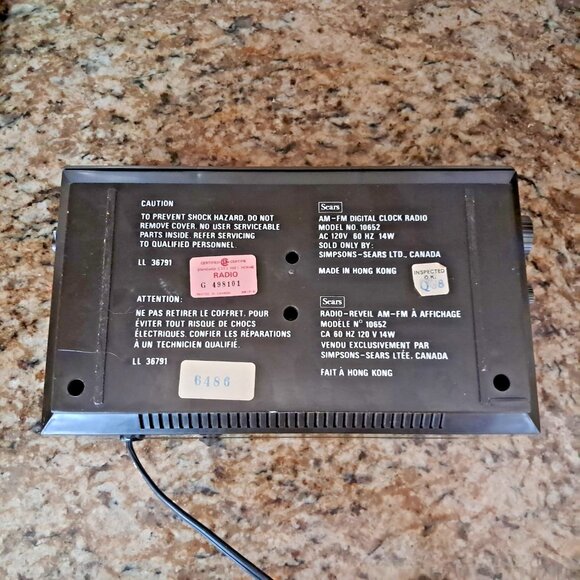 CAUTION
TO PREVENT SHOCK HAZARD. DO NOT
REMOVE COVER. NO USER SERVICEABLE
PARTS INSIDE. REFER SERVICING
TO QUALIFIED PERSONNEL.
LL 36791
RADIO
G 498101
ATTENTION:
NE PAS RETIRER LE COFFRET. POUR
ÉVITER TOUT RISQUE DE CHOCS
ÉLECTRIQUES. CONFIER LES RÉPARATIONS
À UN TECHNICIEN QUALIFIÉ.
LL 36791
6486
Sears
AM-FM DIGITAL CLOCK RADIO
MODEL NO. 10652
AC 120V 60 HZ 14W
SOLD ONLY BY:
SIMPSONS-SEARS LTD., CANADA
MADE IN HONG KONG
INSPECTED
Sears
RADIO-REVEIL AM-FM À AFFICHAGE
MODÈLE N° 10652
CA 60 HZ 120 V 14W
VENDU EXCLUSIVEMENT PAR
SIMPSONS-SEARS LTÉE. CANADA
FAIT À HONG KONG